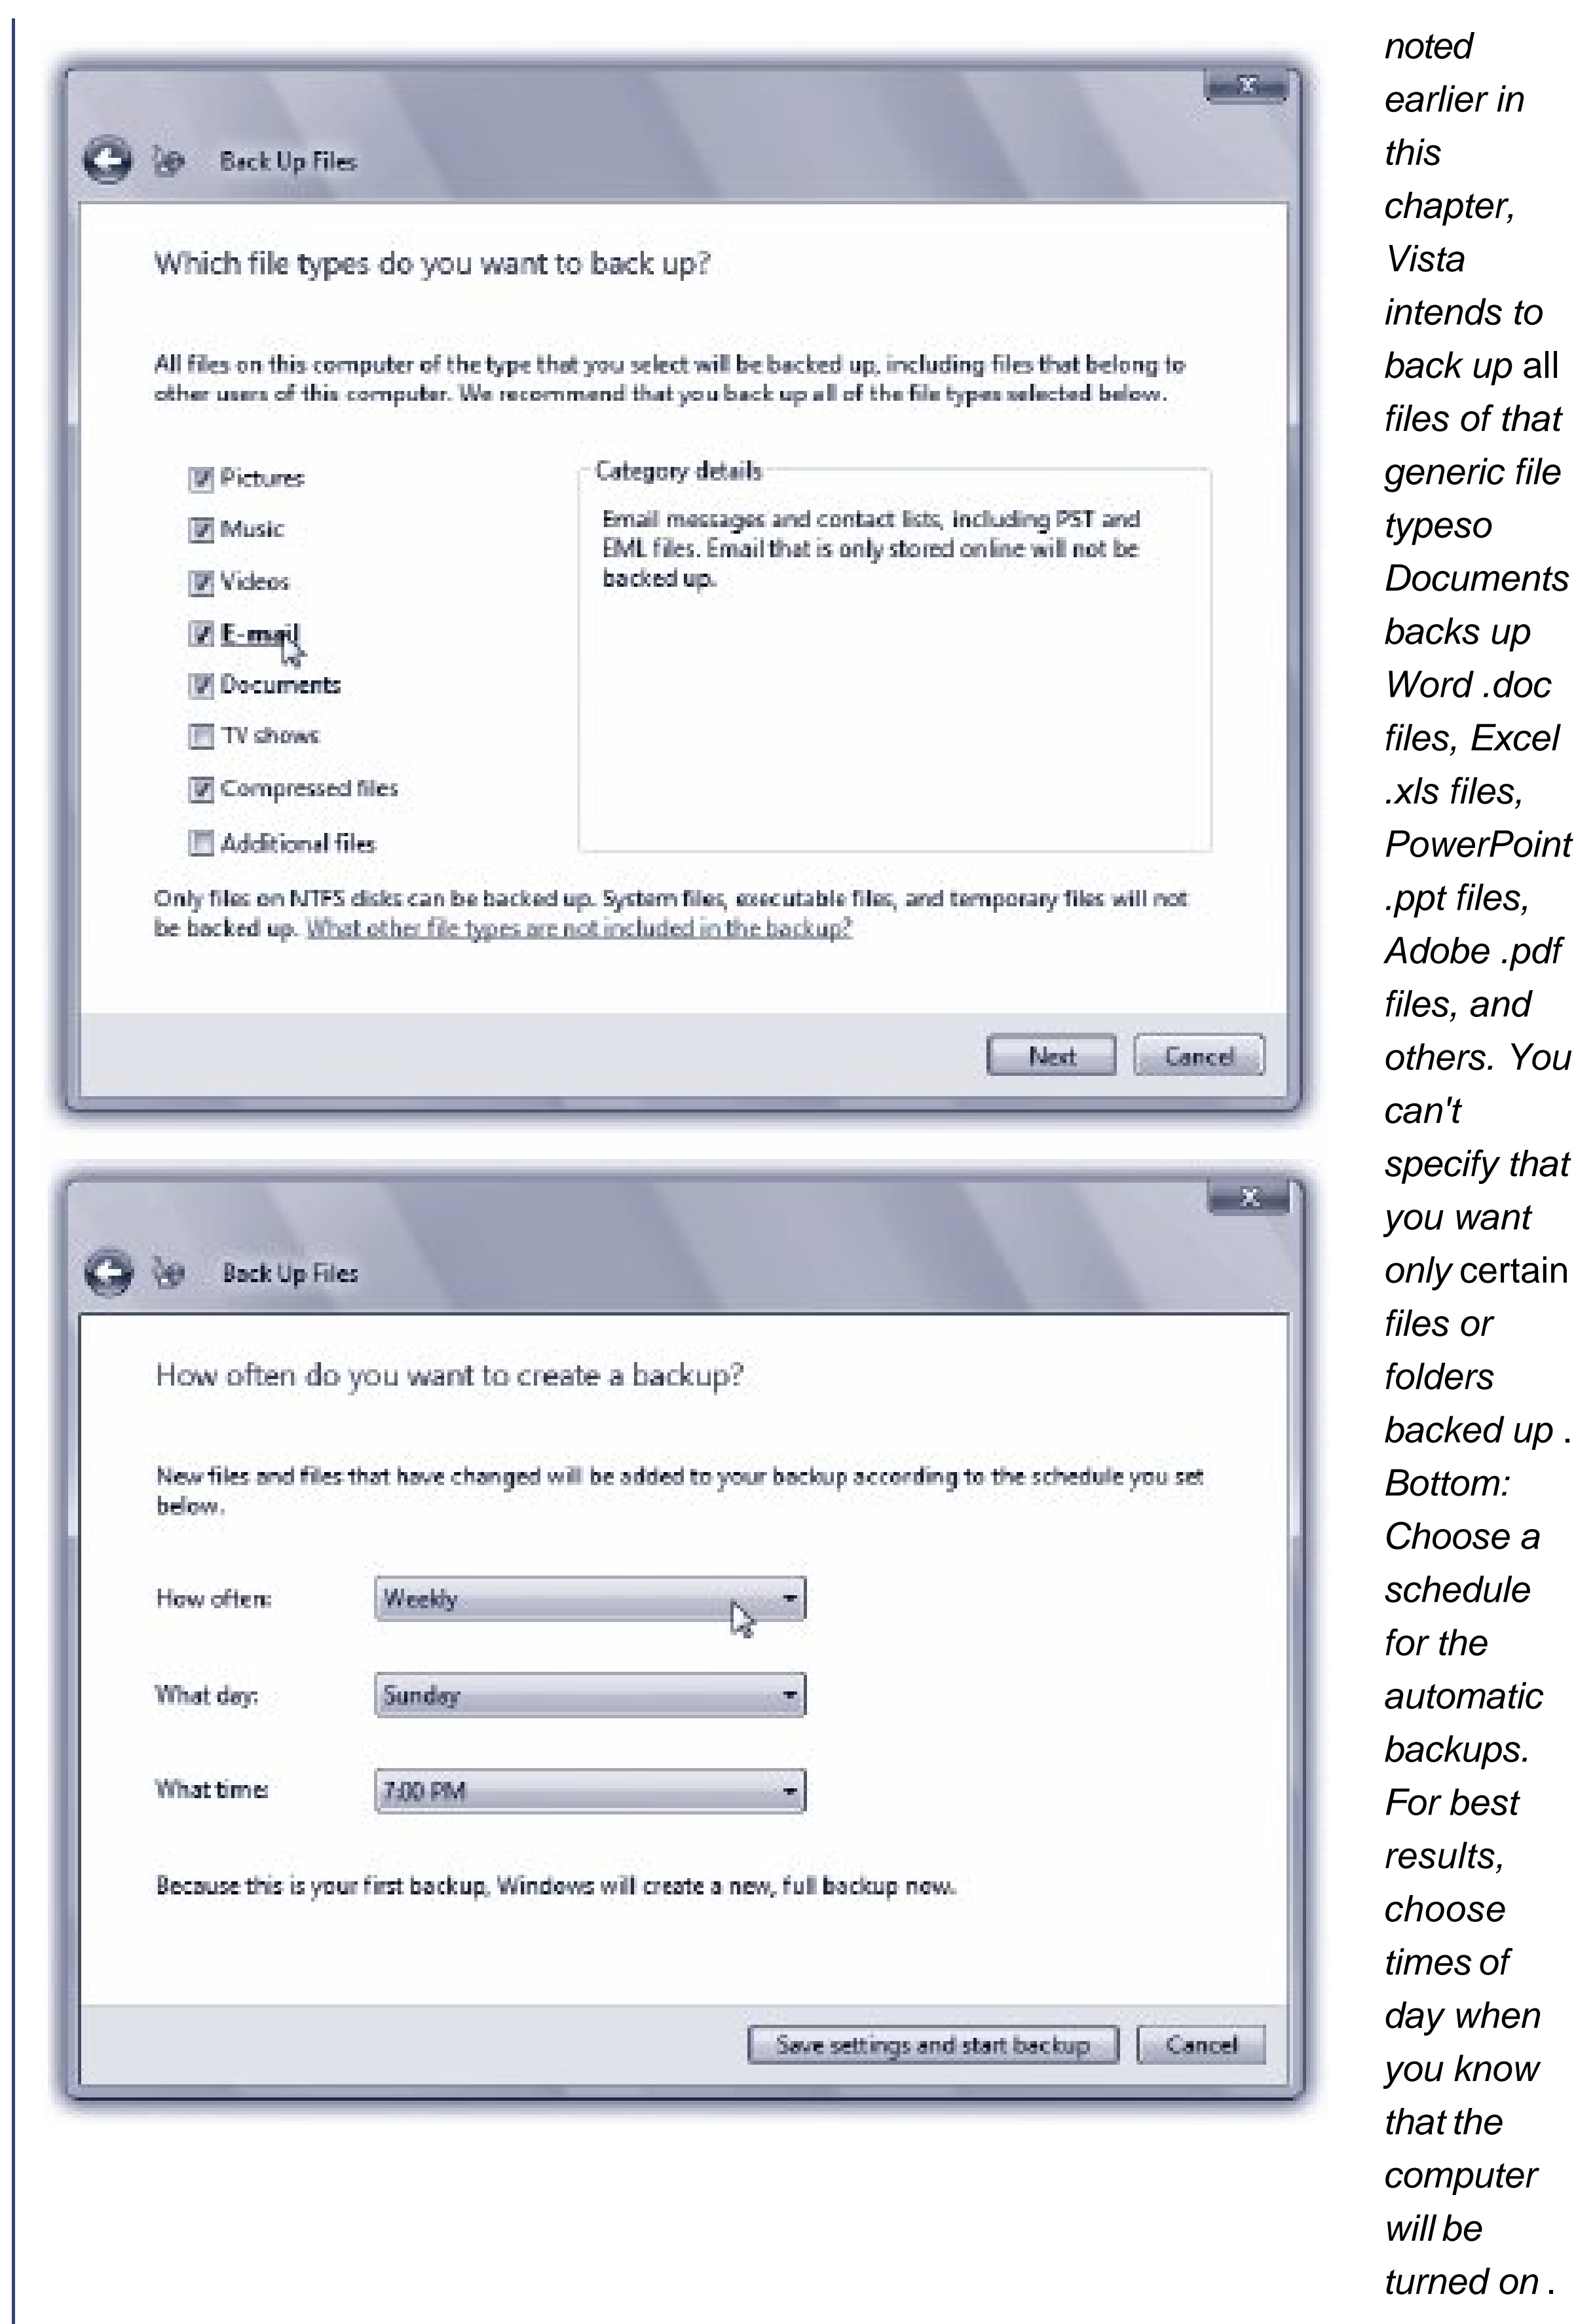 Back Up Files
Which file types do you want to back up?
All files on this computer of the type that you select will be backed up, including files that belong to
other users of this computer. We recommend that you back up all of the file types selected below.
Pictures
Music
Videos
E-mail
Documents
TV shows
Compressed files
Additional files
Category details
Email messages and contact lists, including PST and
EML files. Email that is only stored online will not be
backed up.
Only files on NTFS disks can be backed up. System files, executable files, and temporary files will not
be backed up. What other file types are not included in the backup?
Next Cancel
Back Up Files
How often do you want to create a backup?
New files and files that have changed will be added to your backup according to the schedule you set
below.
How often: Weekly
What day: Sunday
What time: 7:00 PM
Because this is your first backup, Windows will create a new, full backup now.
Save settings and start backup Cancel
noted
earlier in
this
chapter,
Vista
intends to
back up all
files of that
generic file
typeso
Documents
backs up
Word .doc
files, Excel
.xls files,
PowerPoint
.ppt files,
Adobe .pdf
files, and
others. You
can't
specify that
you want
only certain
files or
folders
backed up .
Bottom:
Choose a
schedule
for the
automatic
backups.
For best
results,
choose
times of
day when
you know
that the
computer
will be
turned on .